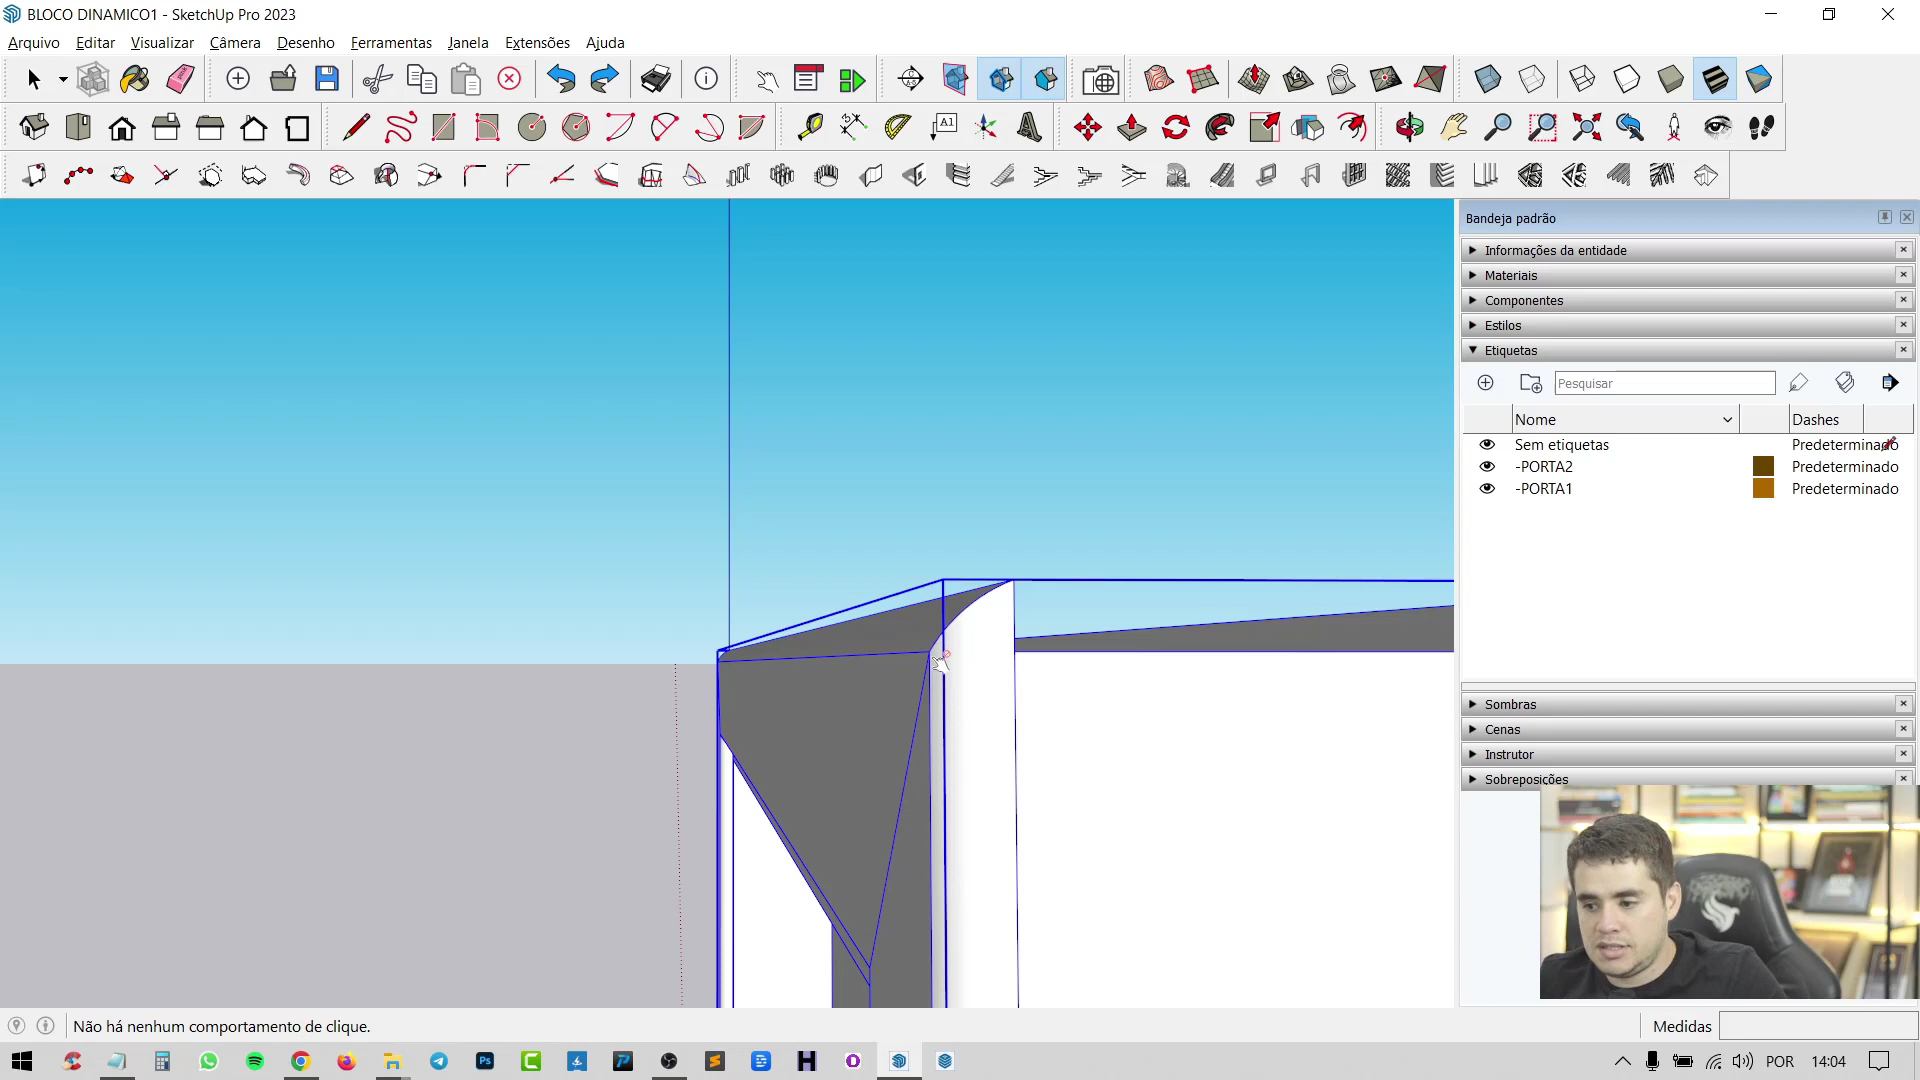 BLOCO DINAMICO1 - SketchUp Pro 2023
Arquivo Editar Visualizar Câmera Desenho Ferramentas Janela Extensões Ajuda
A1
Bandeja padrão
Informações da entidade
Materiais
Componentes
Estilos
Etiquetas
Pesquisar
Nome Dashes
Sem etiquetas Predeterminado
-PORTA2 Predeterminado
-PORTA1 Predeterminado
Sombras
Cenas
Instrutor
Sobreposições
Não há nenhum comportamento de clique.
Medidas
POR 14:04